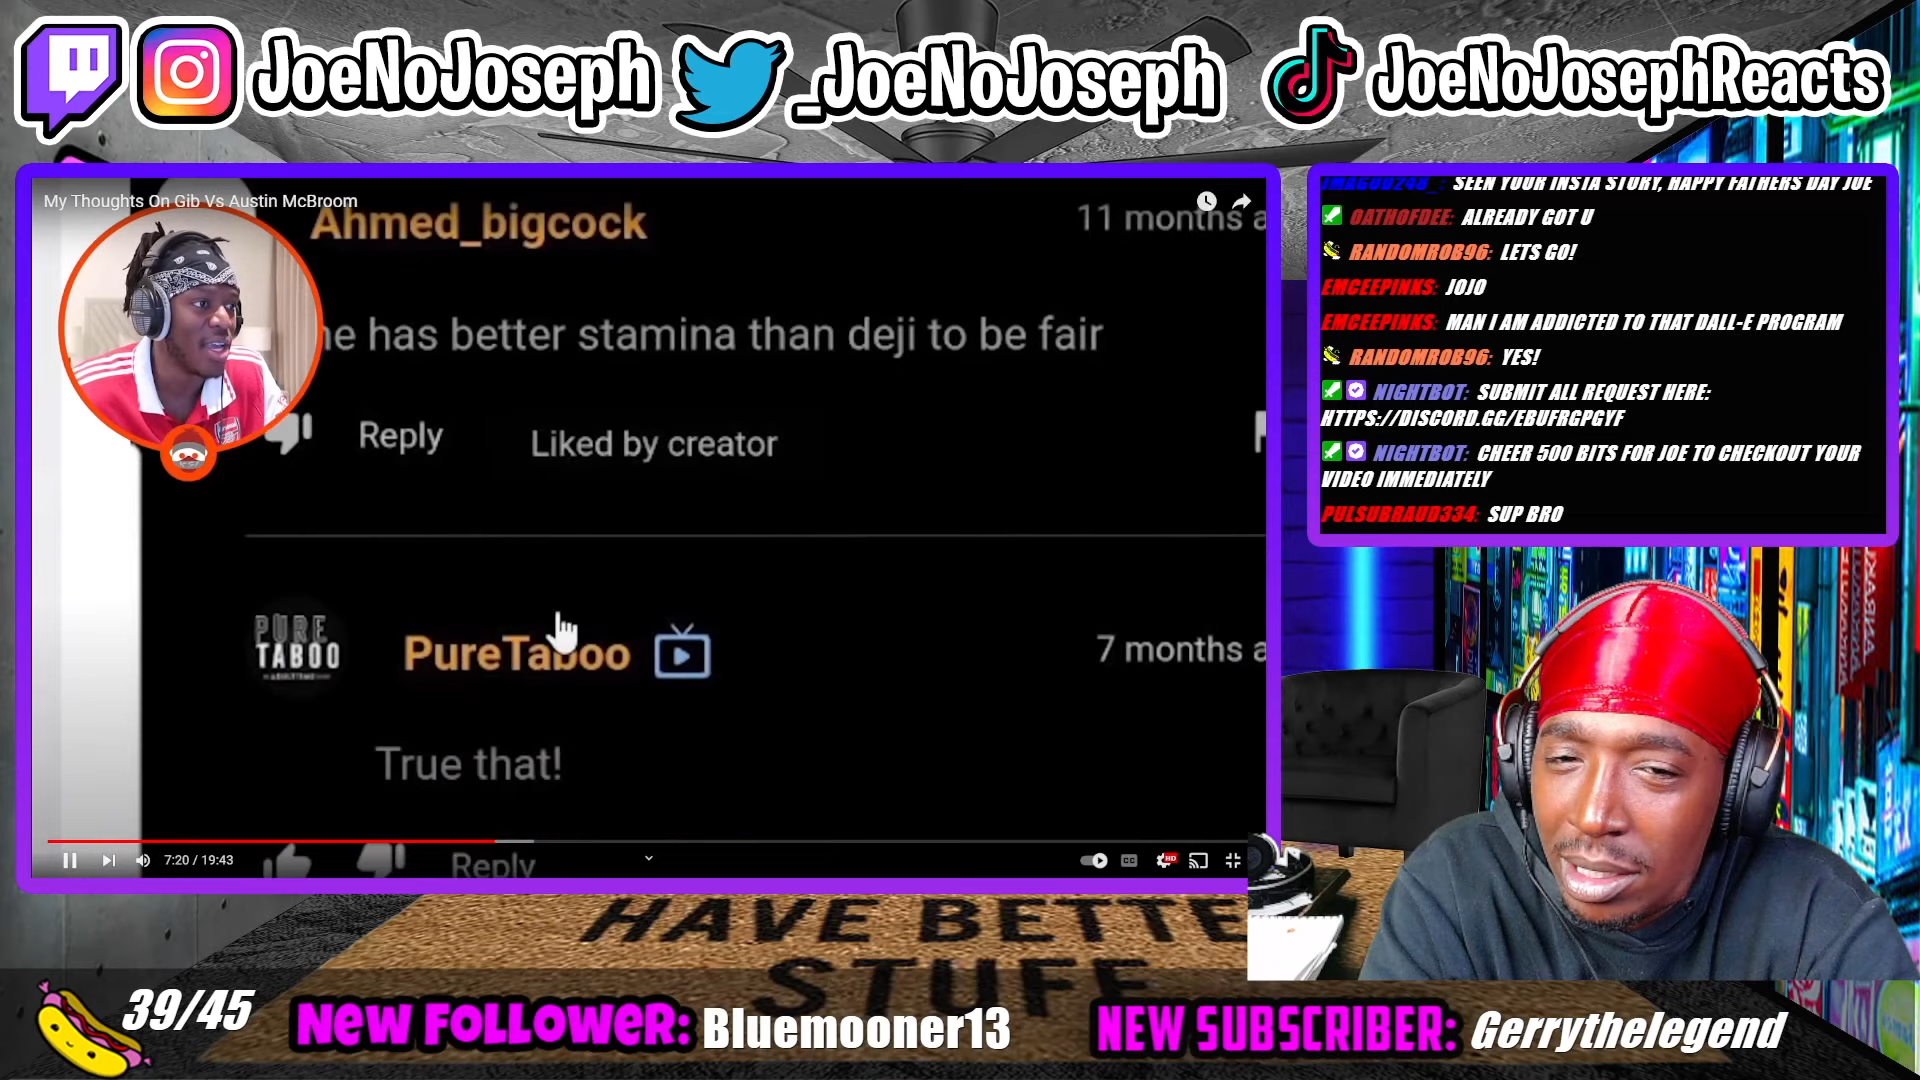 JoeNoJoseph
_JoeNoJoseph
JoeNoJosephReacts
My Thoughts On Gib Vs Austin McBroom
Ahmed_bigcock
11 months a
he has better stamina than deji to be fair
Reply
Liked by creator
PURE
TABOO
PureTaboo
7 months a
True that!
Reply
7:20 / 19:43
CC
HD
SEEN YOUR INSTA STORY, HAPPY FATHERS DAY JOE
OATHOFDEE: ALREADY GOT U
RANDOMROB96: LETS GO!
EMCEEPINKS: JOJO
EMCEEPINKS: MAN I AM ADDICTED TO THAT DALL-E PROGRAM
RANDOMROB96: YES!
NIGHTBOT: SUBMIT ALL REQUEST HERE:
HTTPS://DISCORD.GG/EBUFRGPGYF
NIGHTBOT: CHEER 500 BITS FOR JOE TO CHECKOUT YOUR
VIDEO IMMEDIATELY
PULSUBRAUD334: SUP BRO
HAVE BETTE
STUFF
39/45
NEW FOLLOWER: Bluemooner13
NEW SUBSCRIBER: Gerrythelegend